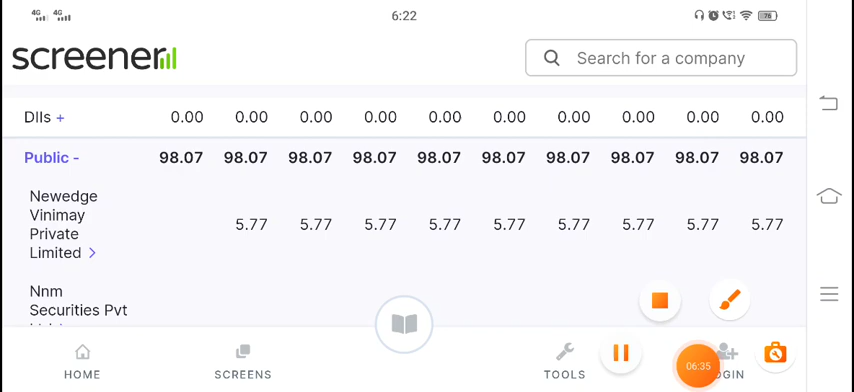 4G 4G 6:22 76
screener Search for a company
DIIs + 0.00 0.00 0.00 0.00 0.00 0.00 0.00 0.00 0.00 0.00
Public - 98.07 98.07 98.07 98.07 98.07 98.07 98.07 98.07 98.07 98.07
Newedge
Vinimay
Private
Limited > 5.77 5.77 5.77 5.77 5.77 5.77 5.77 5.77 5.77
Nnm
Securities Pvt
HOME SCREENS TOOLS 06:35 OGIN